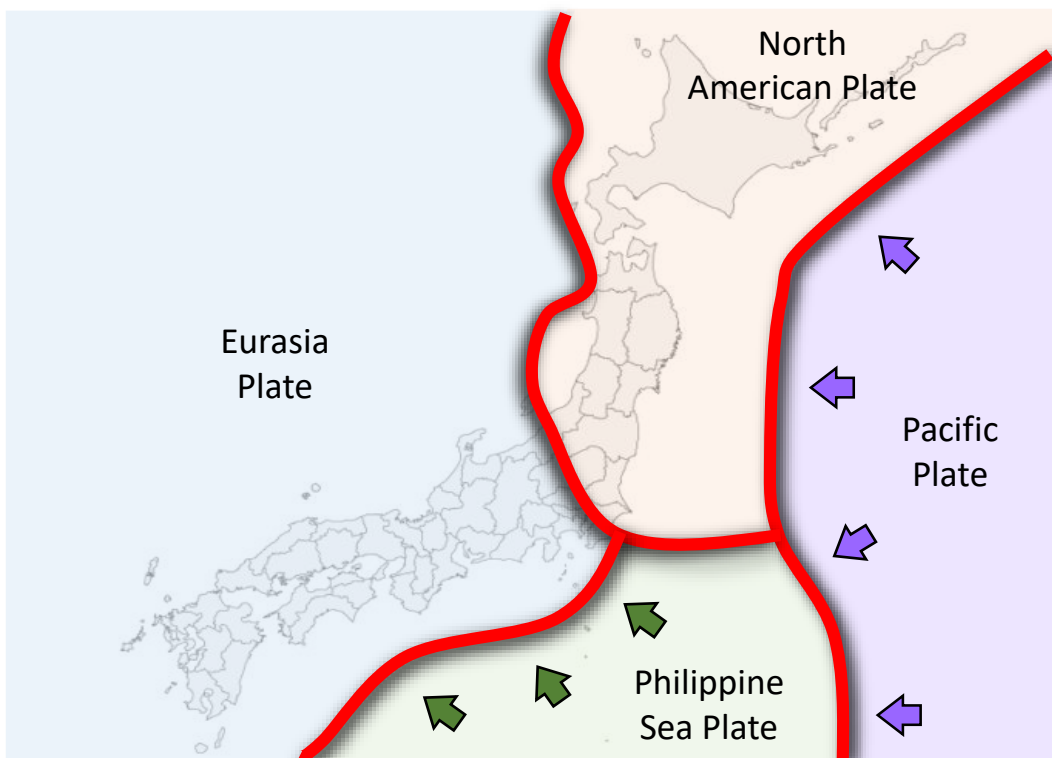 North
American Plate
Eurasia
Plate
Pacific
Plate
Philippine
Sea Plate